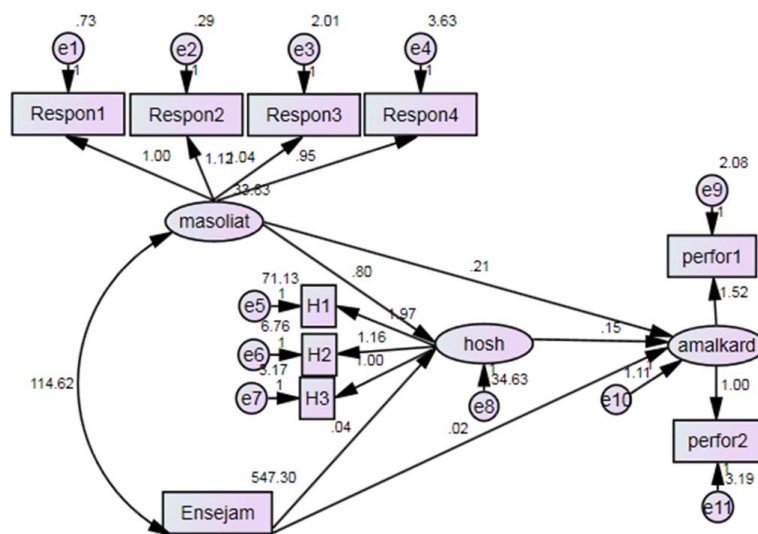 .73 .29 2.01 3.63
e1 e2 e3 e4
1 1 1 1
Respon1 Respon2 Respon3 Respon4
1.00 1.12 1.04 .95
33.83
masoliat
2.08
e9
1
perfor1
.80 .21
71.13
e5 1 H1 1.97
6.76
e6 1 H2 1.16
3.17
e7 1 H3 1.00
hosh .15 amalkard 1.52
1
34.63
e8
1
1.11
e10
1.00
114.62
.04 .02
perfor2
547.30
Ensejam
1
3.19
e11